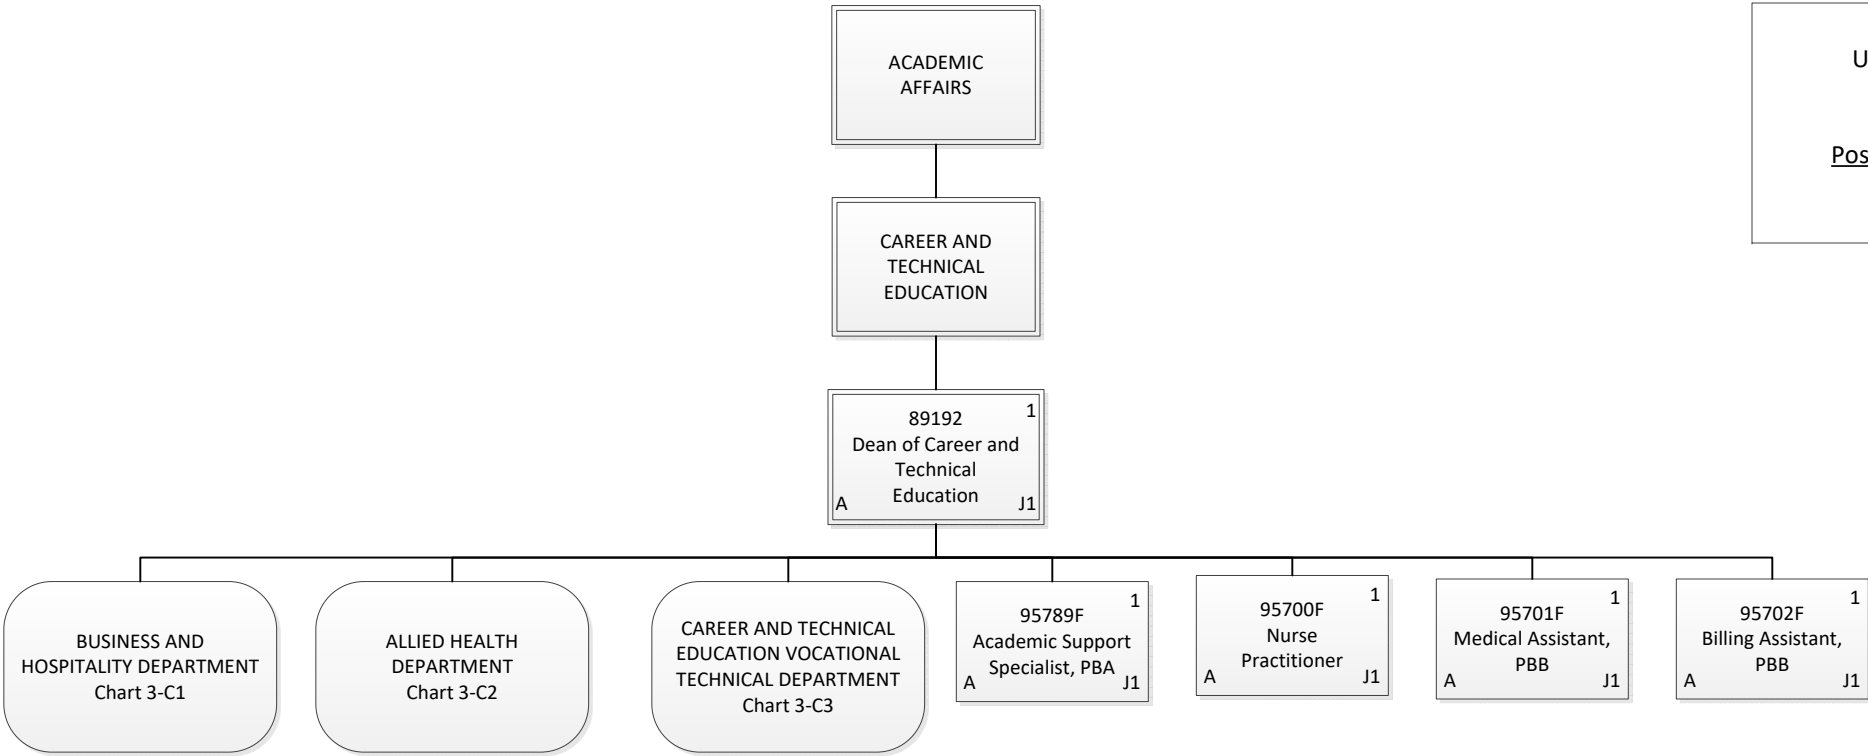 ACADEMIC
AFFAIRS
U
Pos
CAREER AND
TECHNICAL
EDUCATION
1
89192
Dean of Career and
Technical
Education
A
J1
BUSINESS AND
HOSPITALITY DEPARTMENT
Chart 3-C1
ALLIED HEALTH
DEPARTMENT
Chart 3-C2
CAREER AND TECHNICAL
EDUCATION VOCATIONAL
TECHNICAL DEPARTMENT
Chart 3-C3
1
95789F
Academic Support
Specialist, PBA
A
J1
1
95700F
Nurse
Practitioner
A
J1
1
95701F
Medical Assistant,
PBB
A
J1
1
95702F
Billing Assistant,
PBB
A
J1